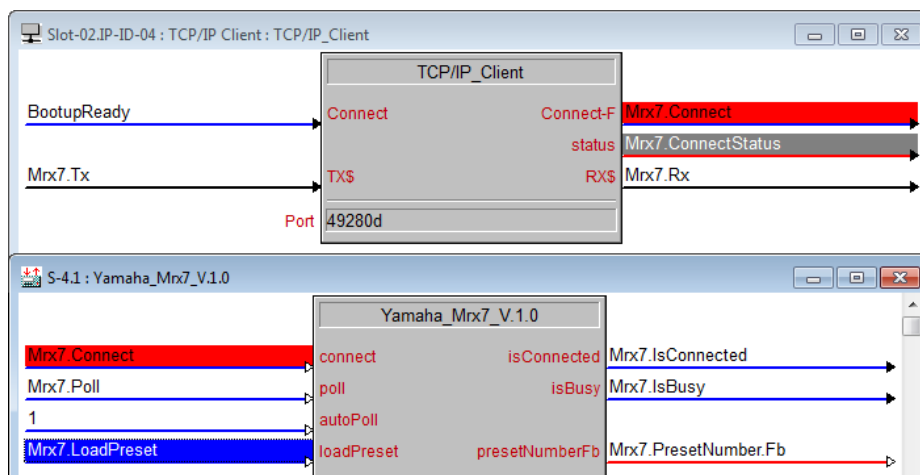 Slot-02.IP-ID-04 : TCP/IP Client : TCP/IP_Client
TCP/IP_Client
BootupReady Connect Connect-F Mrx7.Connect
status Mrx7.ConnectStatus
Mrx7.Tx TX$ RX$ Mrx7.Rx
Port 49280d
S-4.1 : Yamaha_Mrx7_V.1.0
Yamaha_Mrx7_V.1.0
Mrx7.Connect connect isConnected Mrx7.IsConnected
Mrx7.Poll poll isBusy Mrx7.IsBusy
1 autoPoll
Mrx7.LoadPreset loadPreset presetNumberFb Mrx7.PresetNumber.Fb